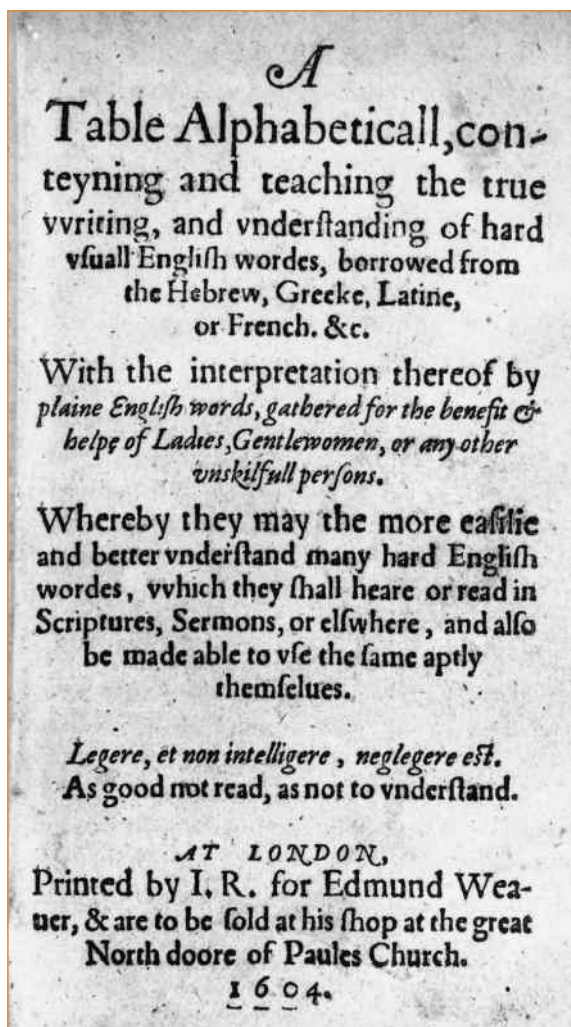 A
Table Alphabeticall, con-
teyning and teaching the true
vvriting, and vnderſtanding of hard
vſuall Engliſh wordes, borrowed from
the Hebrew, Greeke, Latine,
or French. &c.
With the interpretation thereof by
plaine Engliſh words, gathered for the benefit &
helpe of Ladies, Gentlewomen, or any other
vnskilfull perſons.
Whereby they may the more eaſilie
and better vnderſtand many hard Engliſh
wordes, vvhich they ſhall heare or read in
Scriptures, Sermons, or elſwhere, and alſo
be made able to vſe the ſame aptly
themſelues.
Legere, et non intelligere, neglegere eſt.
As good not read, as not to vnderſtand.
AT LONDON,
Printed by I. R. for Edmund Wea-
uer, & are to be ſold at his ſhop at the great
North doore of Paules Church.
1604.